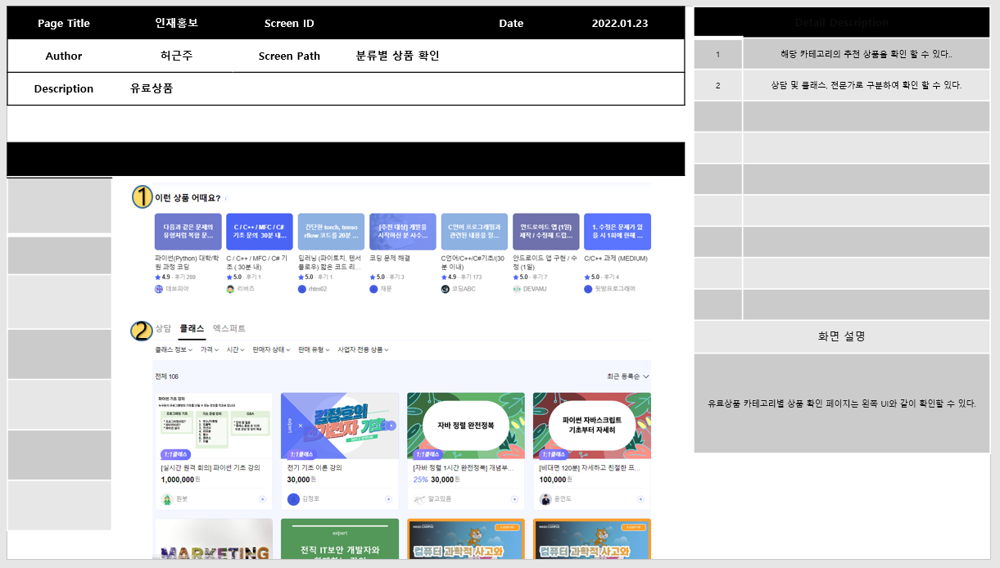 Page Title 인재홍보 Screen ID Date 2022.01.23
Author 허근주 Screen Path 분류별 상품 확인
Description 유료상품
Detail Description
1 해당 카테고리의 추천 상품을 확인 할 수 있다..
2 상담 및 클래스, 전문가로 구분하여 확인 할 수 있다.
화면 설명
유료상품 카테고리별 상품 확인 페이지는 왼쪽 UI와 같이 확인할 수 있다.
1 이런 상품 어때요?
다음과 같은 문제의
유형처럼 복합 문...
C / C++ / MFC / C#
기초 문의 30분 내...
간단한 torch, tenso
rflow 코드를 20분 ...
[추천 대상] 개발을
시작하신 분 사수...
C언어 프로그래밍과
관련된 내용을 질...
안드로이드 앱 (1일)
제작 / 수정해 드립...
1. 수정은 문제가 있
을 시 1회에 한해 ...
파이썬(Python) 대학/학
원 과정 코딩
4.9 · 후기 289
데보피아
C / C++ / MFC / C# 기
초 ( 30분 내)
5.0 · 후기 1
리버츠
딥러닝 (파이토치, 텐서
플로우) 짧은 코드 리...
5.0 · 후기 1
rhtm02
코딩 문제 해결
5.0 · 후기 3
재문
C언어/C++/C#기초/(30
분 이내)
4.9 · 후기 173
코딩ABC
안드로이드 앱 구현 / 수
정 (1일)
5.0 · 후기 7
DEVAMJ
C/C++ 과제 (MEDIUM)
5.0 · 후기 4
뒷방프로그래머
2 상담 클래스 엑스퍼트
클래스 정보 가격 시간 판매자 상태 판매 유형 사업자 전용 상품
전체 108 최근 등록순
파이썬 기초 강의
프로그래밍 기초
기초 문법 강의
Q&A
1:1클래스
[실시간 원격 회의] 파이썬 기초 강의
1,000,000원
원봇
expert
김정호의
전기전자 기초
1:1클래스
전기 기초 이론 강의
30,000원
김정호
자바 정렬 완전정복
1:1클래스
[자바 정렬 1시간 완전정복] 개념부...
25% 30,000원
알고있음
파이썬 자바스크립트
기초부터 자세히
1:1클래스
[비대면 120분] 자세하고 친절한 프...
100,000원
윤인도
MARKETING
expert
전직 IT보안 개발자와
컴퓨터 과학적 사고와
컴퓨터 과학적 사고와